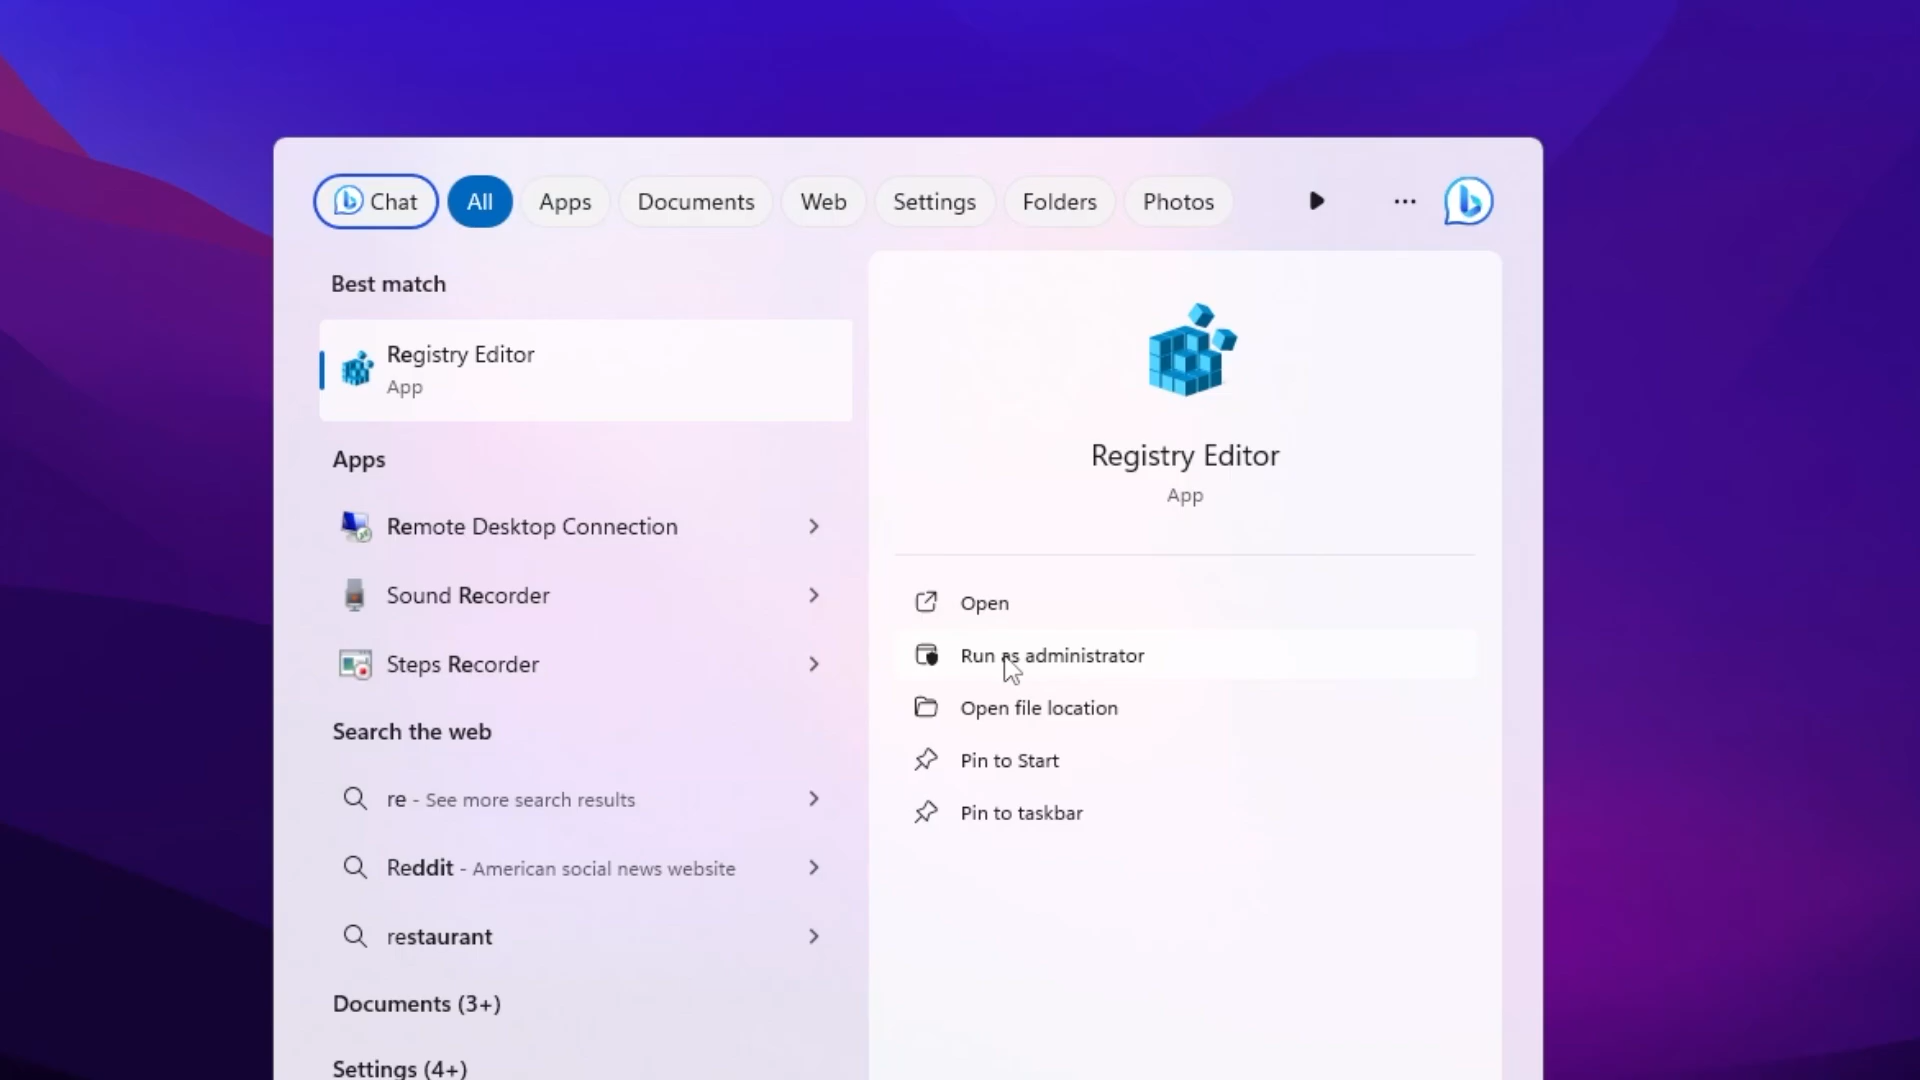 Chat All Apps Documents Web Settings Folders Photos ...
Best match
Registry Editor
App
Apps
Remote Desktop Connection
Sound Recorder
Steps Recorder
Search the web
re - See more search results
Reddit - American social news website
restaurant
Documents (3+)
Settings (4+)
Registry Editor
App
Open
Run as administrator
Open file location
Pin to Start
Pin to taskbar